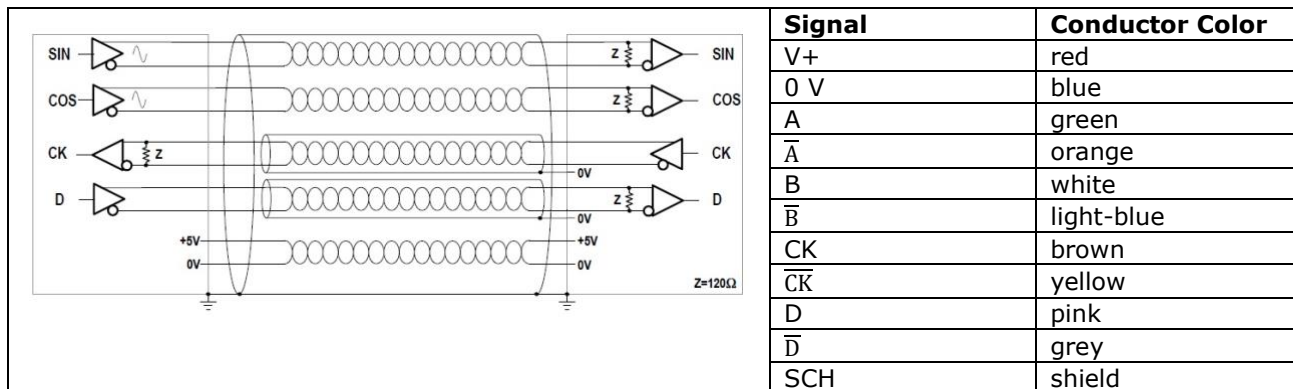 SIN Z SIN
COS Z COS
CK Z CK
0V
D Z D
0V
+5V +5V
0V 0V
Z=120Ω
Signal Conductor Color
V+ red
0 V blue
A green
A̅ orange
B white
B̅ light-blue
CK brown
C̅K̅ yellow
D pink
D̅ grey
SCH shield